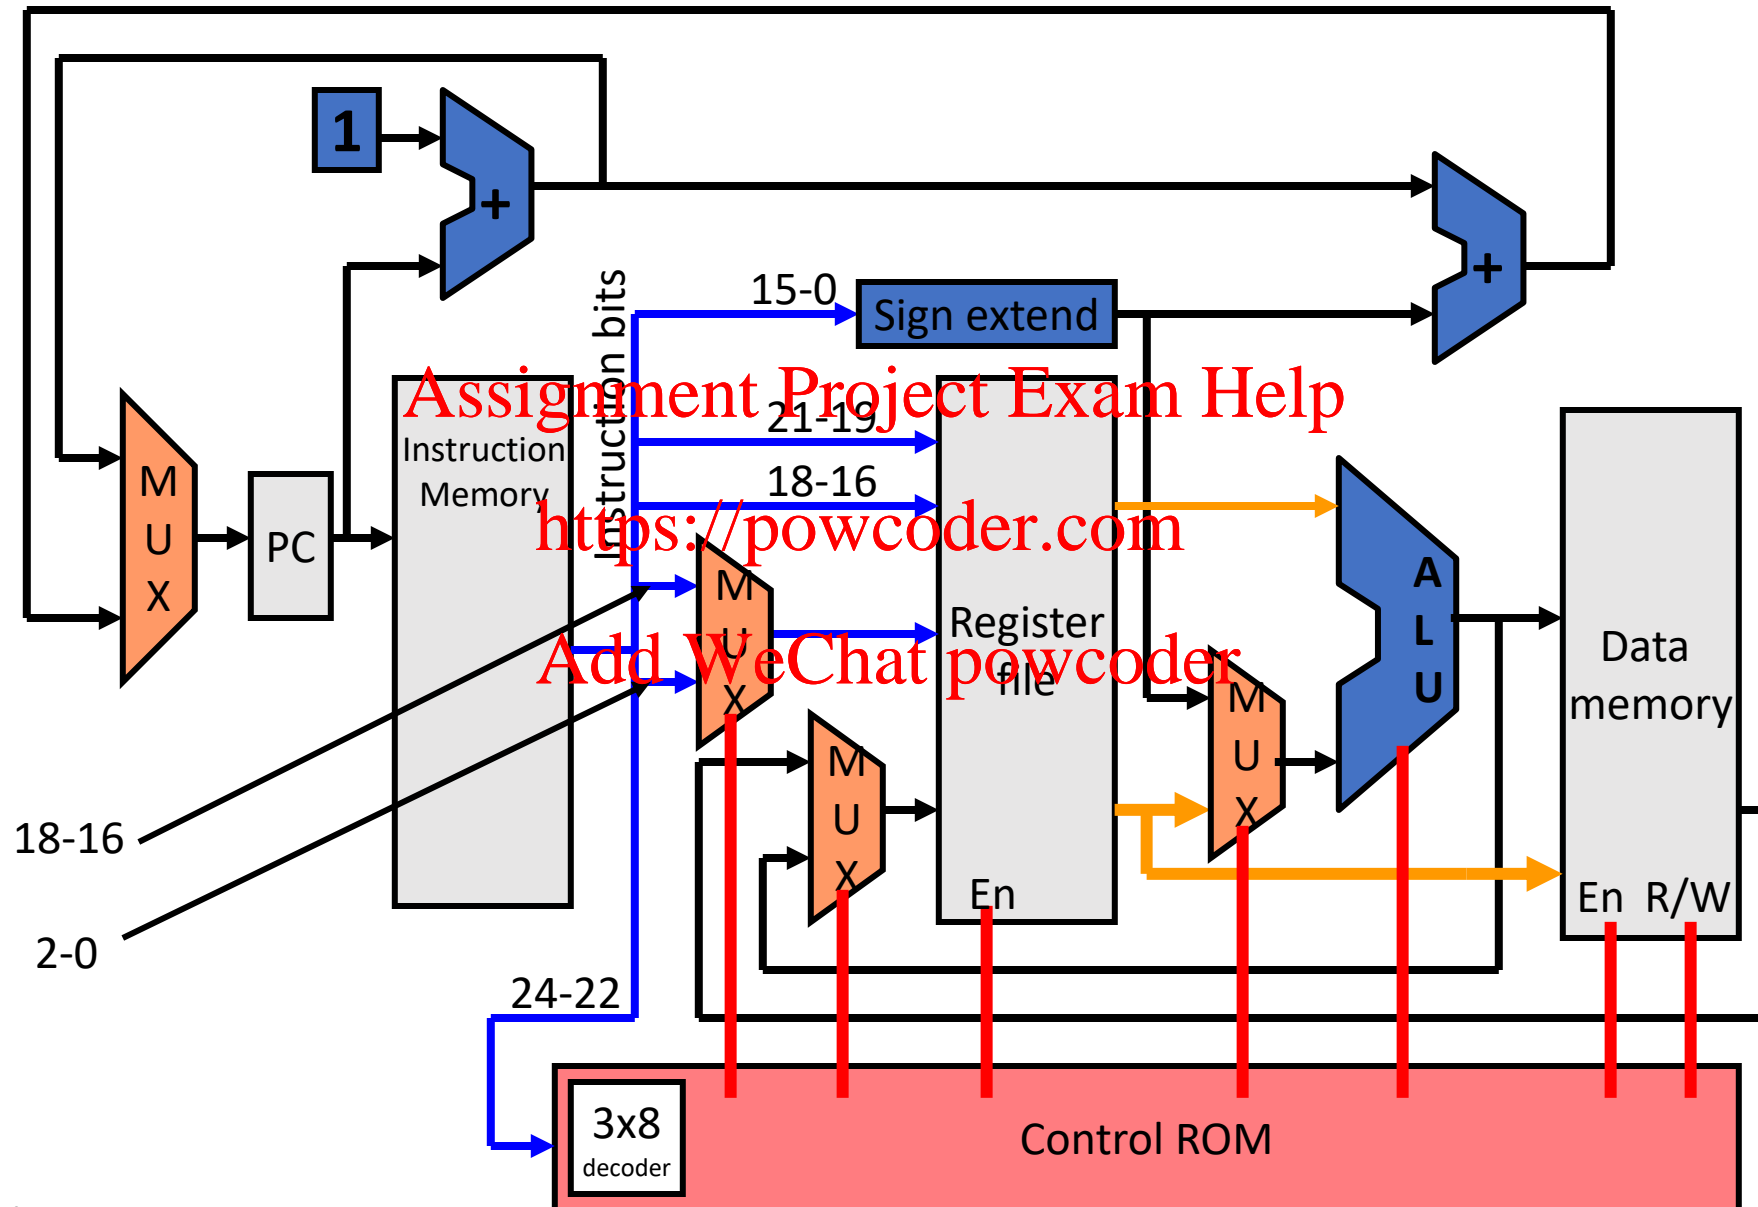 1
+
+
15-0
Sign extend
Instruction bits
Assignment Project Exam Help
21-19
Instruction
Memory
18-16
https://powcoder.com
M
U
X
PC
M
U
X
Register
file
Add WeChat powcoder
A
L
U
Data
memory
M
U
X
M
U
X
18-16
2-0
En
En R/W
24-22
3x8
decoder
Control ROM